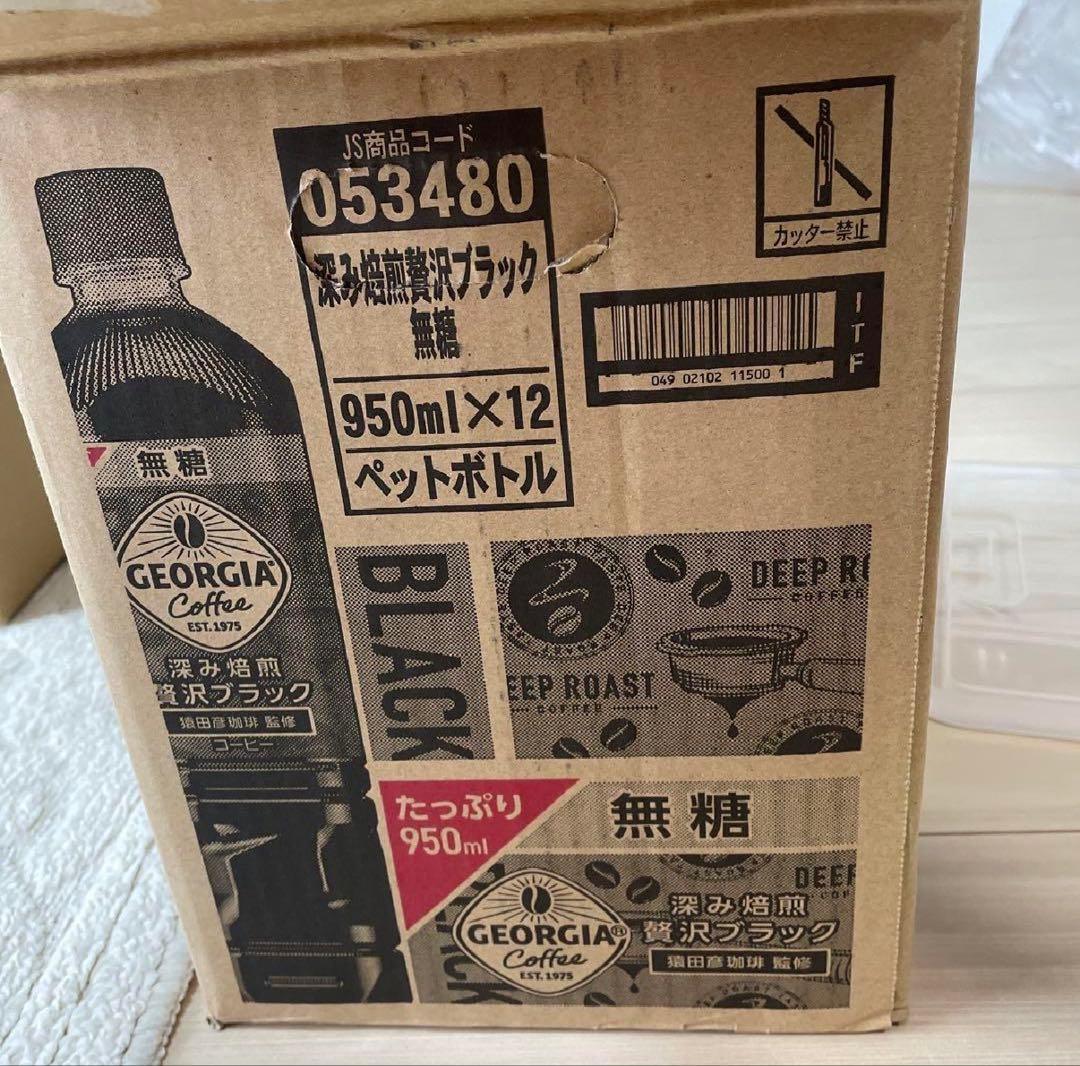 JS商品コード
053480
深み焙煎贅沢ブラック
無糖
950ml×12
ペットボトル
カッター禁止
ITF
049 02102 11500 1
無糖
GEORGIA
Coffee
EST.1975
深み焙煎
贅沢ブラック
猿田彦珈琲 監修
コーヒー
BLACK
DEEP RO
COFFEE
EEP ROAST
COFFEE
たっぷり
950ml
無糖
DEEP
GEORGIA®
Coffee
EST.1975
深み焙煎
贅沢ブラック
猿田彦珈琲 監修